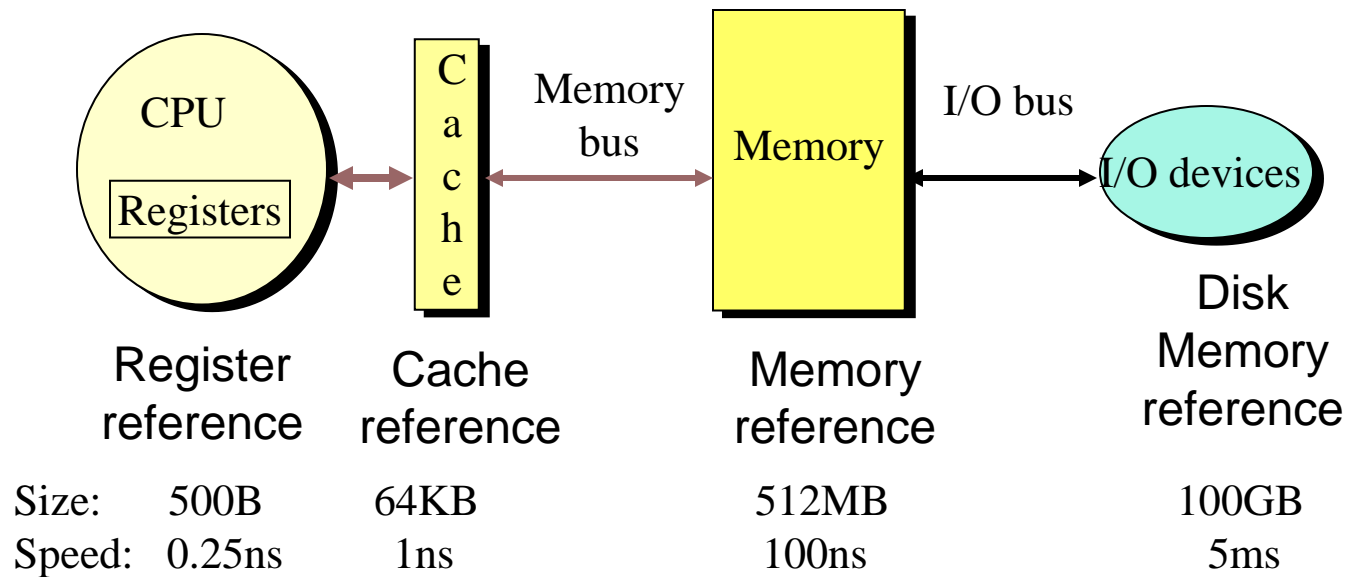 CPU
Registers
Cache
Memory
bus
Memory
I/O bus
I/O devices
Register
reference
Cache
reference
Memory
reference
Disk
Memory
reference
Size: 500B 64KB 512MB 100GB
Speed: 0.25ns 1ns 100ns 5ms